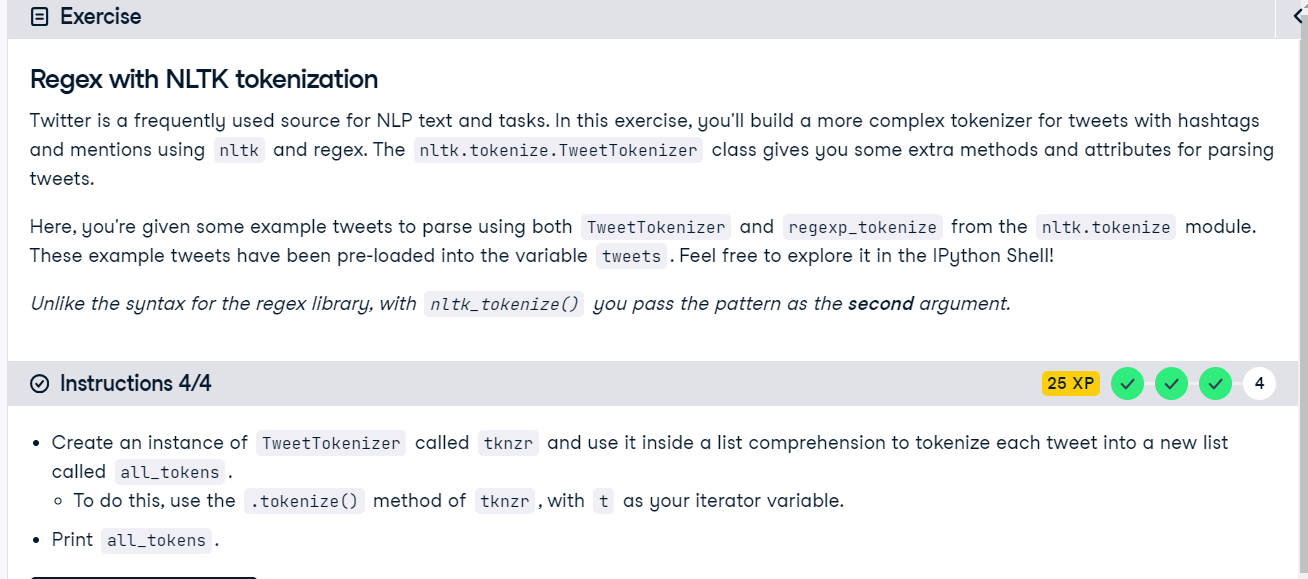 Exercise
Regex with NLTK tokenization
Twitter is a frequently used source for NLP text and tasks. In this exercise, you'll build a more complex tokenizer for tweets with hashtags
and mentions using nltk and regex. The nltk.tokenize.TweetTokenizer class gives you some extra methods and attributes for parsing
tweets.
Here, you're given some example tweets to parse using both TweetTokenizer and regexp_tokenize from the nltk.tokenize module.
These example tweets have been pre-loaded into the variable tweets. Feel free to explore it in the IPython Shell!
Unlike the syntax for the regex library, with nltk_tokenize() you pass the pattern as the second argument.
Instructions 4/4 25 XP 4
• Create an instance of TweetTokenizer called tknzr and use it inside a list comprehension to tokenize each tweet into a new list
called all_tokens.
◦ To do this, use the .tokenize() method of tknzr, with t as your iterator variable.
• Print all_tokens.